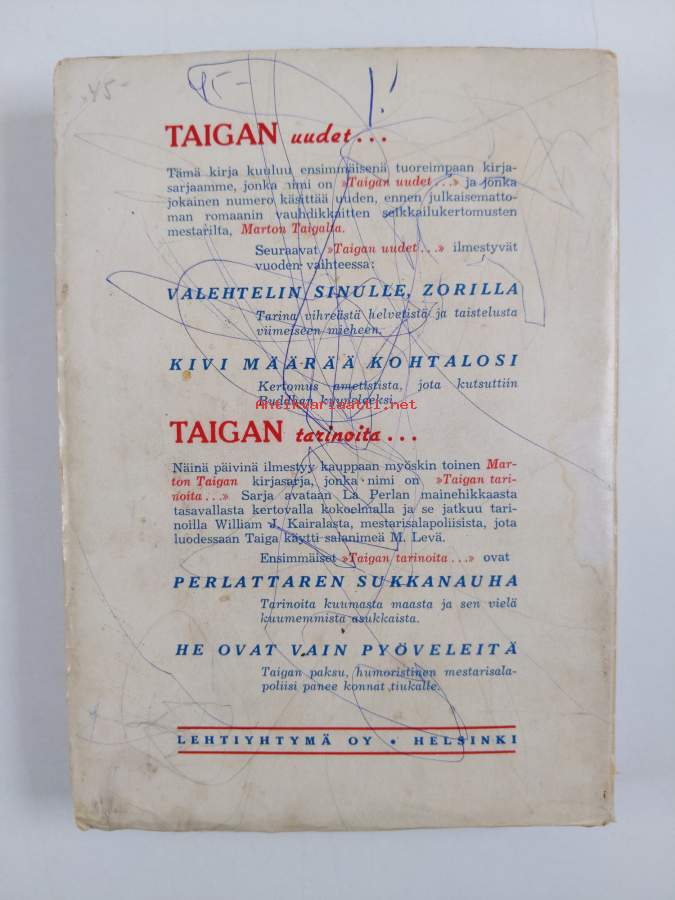 45-
45-
!'
TAIGAN uudet...
Tämä kirja kuuluu ensimmäisenä tuoreimpaan kirja-
sarjaamme, jonka nimi on »Taigan uudet...» ja jonka
jokainen numero käsittää uuden, ennen julkaisematto-
man romaanin vauhdikkaitten seikkailukertomusten
mestarilta, Marton Taigalta.
Seuraavat »Taigan uudet...» ilmestyvät
vuoden vaihteessa:
VALEHTELIN SINULLE, ZORILLA
Tarina vihreästä helvetistä ja taistelusta
viimeiseen mieheen.
KIVI MÄÄRÄÄ KOHTALOSI
Kertomus ametistista, jota kutsuttiin
Buddhan kyyneleeksi.
Antikvariaatti.net
TAIGAN tarinoita...
Näinä päivinä ilmestyy kauppaan myöskin toinen Mar-
ton Taigan kirjasarja, jonka nimi on »Taigan tari-
noita...» Sarja avataan La Perlan mainehikkaasta
tasavallasta kertovalla kokoelmalla ja se jatkuu tari-
noilla William J. Kairalasta, mestarisalapoliisista, jota
luodessaan Taiga käytti salanimeä M. Levä.
Ensimmäiset »Taigan tarinoita...» ovat
PERLATTAREN SUKKANAUHA
Tarinoita kuumasta maasta ja sen vielä
kuumemmista asukkaista.
HE OVAT VAIN PYÖVELEITÄ
Taigan paksu, humoristinen mestarisala-
poliisi panee konnat tiukalle.
LEHTIYHTYMÄ OY • HELSINKI